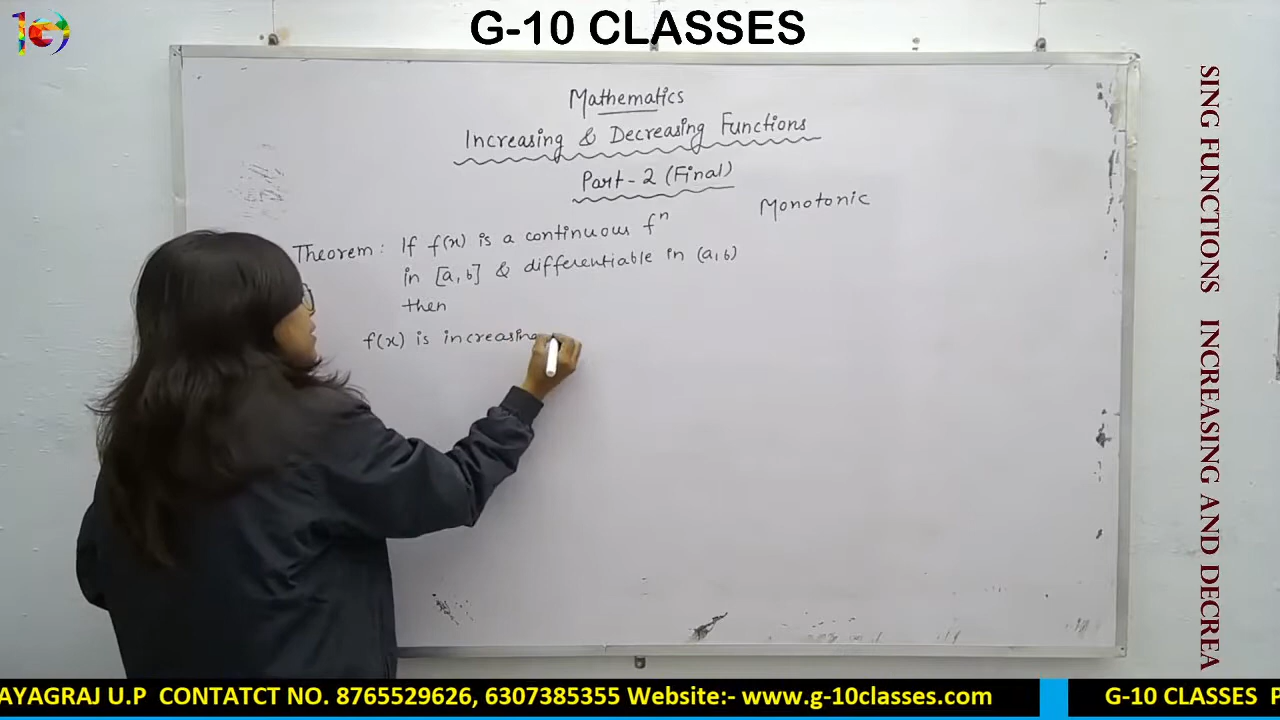 G-10 CLASSES
Mathematics
Increasing & Decreasing Functions
Part-2 (Final)
Monotonic
Theorem: If f(x) is a continuous fⁿ
in [a,b] & differentiable in (a,b)
then
f(x) is increasing
SING FUNCTIONS INCREASING AND DECREA
AYAGRAJ U.P CONTATCT NO. 8765529626, 6307385355 Website:- www.g-10classes.com
G-10 CLASSES P